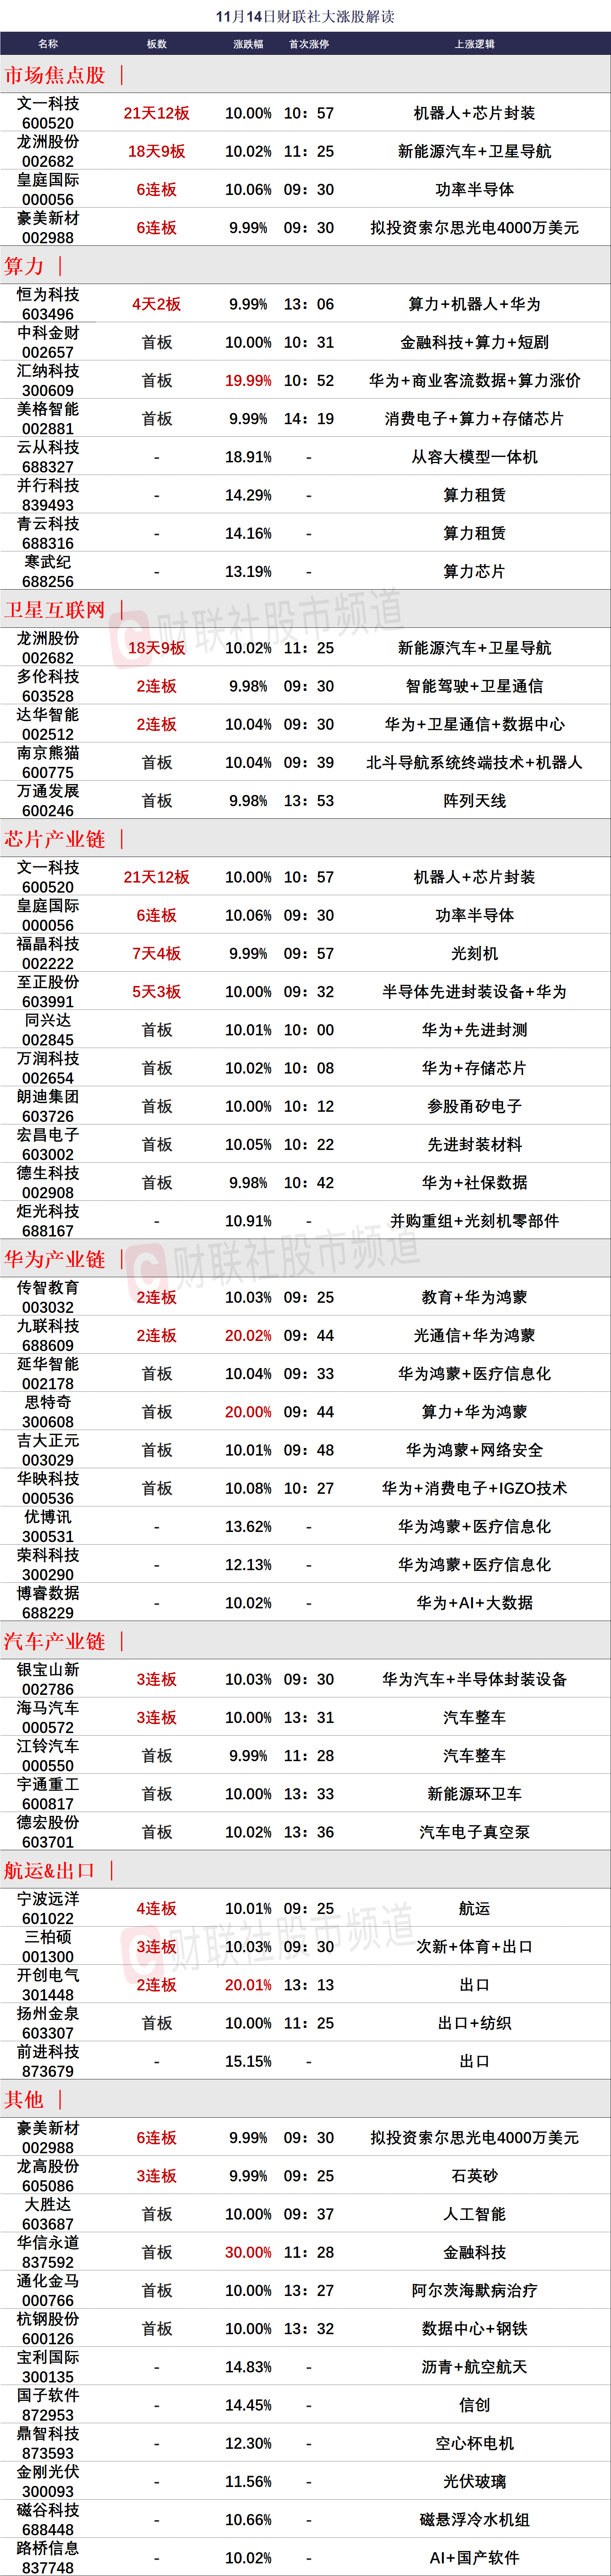 11月14日财联社大涨股解读
名称 板数 涨跌幅 首次涨停 上涨逻辑
市场焦点股 |
文一科技 600520 21天12板 10.00% 10：57 机器人+芯片封装
龙洲股份 002682 18天9板 10.02% 11：25 新能源汽车+卫星导航
皇庭国际 000056 6连板 10.06% 09：30 功率半导体
豪美新材 002988 6连板 9.99% 09：30 拟投资索尔思光电4000万美元
算力 |
恒为科技 603496 4天2板 9.99% 13：06 算力+机器人+华为
中科金财 002657 首板 10.00% 10：31 金融科技+算力+短剧
汇纳科技 300609 首板 19.99% 10：52 华为+商业客流数据+算力涨价
美格智能 002881 首板 9.99% 14：19 消费电子+算力+存储芯片
云从科技 688327 - 18.91% - 从容大模型一体机
并行科技 839493 - 14.29% - 算力租赁
青云科技 688316 - 14.16% - 算力租赁
寒武纪 688256 - 13.19% - 算力芯片
卫星互联网 |
龙洲股份 002682 18天9板 10.02% 11：25 新能源汽车+卫星导航
多伦科技 603528 2连板 9.98% 09：30 智能驾驶+卫星通信
达华智能 002512 2连板 10.04% 09：30 华为+卫星通信+数据中心
南京熊猫 600775 首板 10.04% 09：39 北斗导航系统终端技术+机器人
万通发展 600246 首板 9.98% 13：53 阵列天线
芯片产业链 |
文一科技 600520 21天12板 10.00% 10：57 机器人+芯片封装
皇庭国际 000056 6连板 10.06% 09：30 功率半导体
福晶科技 002222 7天4板 9.99% 09：57 光刻机
至正股份 603991 5天3板 10.00% 09：32 半导体先进封装设备+华为
同兴达 002845 首板 10.01% 10：00 华为+先进封测
万润科技 002654 首板 10.02% 10：08 华为+存储芯片
朗迪集团 603726 首板 10.00% 10：12 参股甬矽电子
宏昌电子 603002 首板 10.05% 10：22 先进封装材料
德生科技 002908 首板 9.98% 10：42 华为+社保数据
炬光科技 688167 - 10.91% - 并购重组+光刻机零部件
华为产业链 |
传智教育 003032 2连板 10.03% 09：25 教育+华为鸿蒙
九联科技 688609 2连板 20.02% 09：44 光通信+华为鸿蒙
延华智能 002178 首板 10.04% 09：33 华为鸿蒙+医疗信息化
思特奇 300608 首板 20.00% 09：44 算力+华为鸿蒙
吉大正元 003029 首板 10.01% 09：48 华为鸿蒙+网络安全
华映科技 000536 首板 10.08% 10：27 华为+消费电子+IGZO技术
优博讯 300531 - 13.62% - 华为鸿蒙+医疗信息化
荣科科技 300290 - 12.13% - 华为鸿蒙+医疗信息化
博睿数据 688229 - 10.02% - 华为+AI+大数据
汽车产业链 |
银宝山新 002786 3连板 10.03% 09：30 华为汽车+半导体封装设备
海马汽车 000572 3连板 10.00% 13：31 汽车整车
江铃汽车 000550 首板 9.99% 11：28 汽车整车
宇通重工 600817 首板 10.00% 13：33 新能源环卫车
德宏股份 603701 首板 10.02% 13：36 汽车电子真空泵
航运&出口 |
宁波远洋 601022 4连板 10.01% 09：25 航运
三柏硕 001300 3连板 10.03% 09：30 次新+体育+出口
开创电气 301448 2连板 20.01% 13：13 出口
扬州金泉 603307 首板 10.00% 11：25 出口+纺织
前进科技 873679 - 15.15% - 出口
其他 |
豪美新材 002988 6连板 9.99% 09：30 拟投资索尔思光电4000万美元
龙高股份 605086 3连板 9.99% 09：25 石英砂
大胜达 603687 首板 10.00% 09：37 人工智能
华信永道 837592 首板 30.00% 11：28 金融科技
通化金马 000766 首板 10.00% 13：27 阿尔茨海默病治疗
杭钢股份 600126 首板 10.00% 13：32 数据中心+钢铁
宝利国际 300135 - 14.83% - 沥青+航空航天
国子软件 872953 - 14.45% - 信创
鼎智科技 873593 - 12.30% - 空心杯电机
金刚光伏 300093 - 11.56% - 光伏玻璃
磁谷科技 688448 - 10.66% - 磁悬浮冷水机组
路桥信息 837748 - 10.02% - AI+国产软件
财联社股市频道
财联社股市频道
财联社股市频道